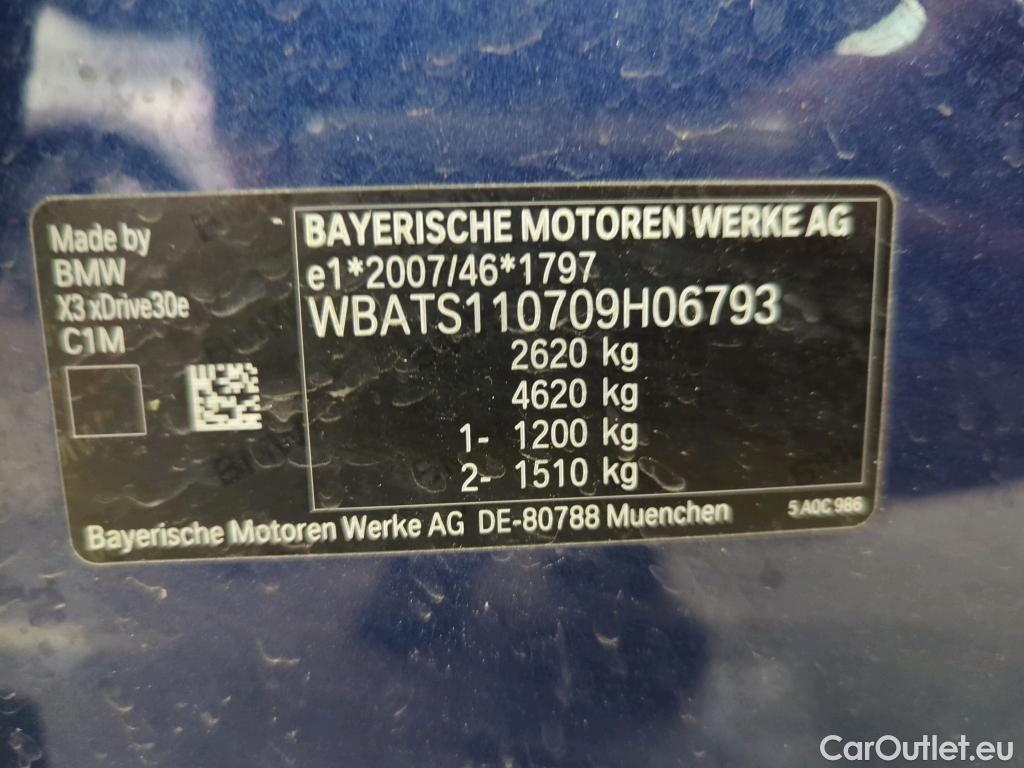 Made by
BMW
X3 xDrive30e
C1M
BAYERISCHE MOTOREN WERKE AG
e1*2007/46*1797
WBATS110709H06793
2620 kg
4620 kg
1- 1200 kg
2- 1510 kg
Bayerische Motoren Werke AG DE-80788 Muenchen
5 A0C 986
CarOutlet.eu